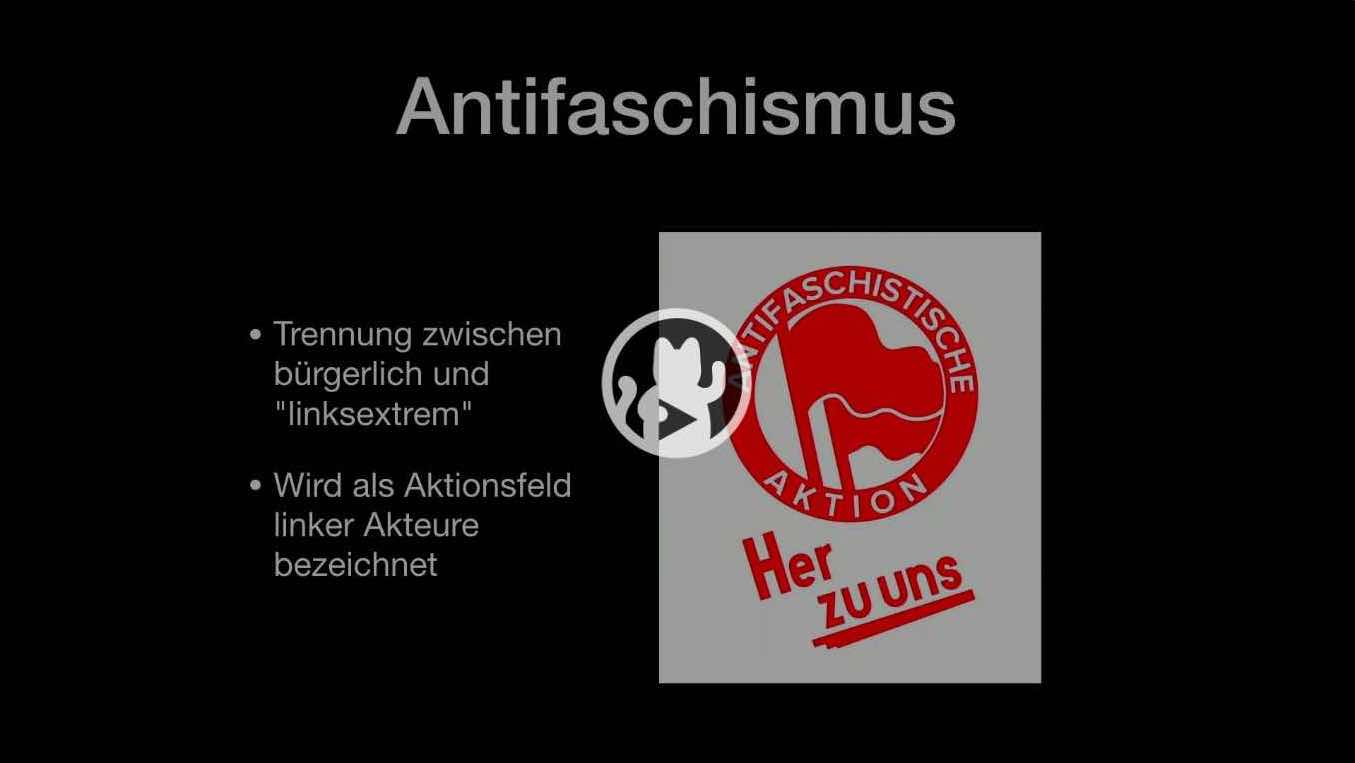 Antifaschismus
• Trennung zwischen
bürgerlich und
"linksextrem"
• Wird als Aktionsfeld
linker Akteure
bezeichnet
ANTIFASCHISTISCHE
AKTION
Her
zu uns